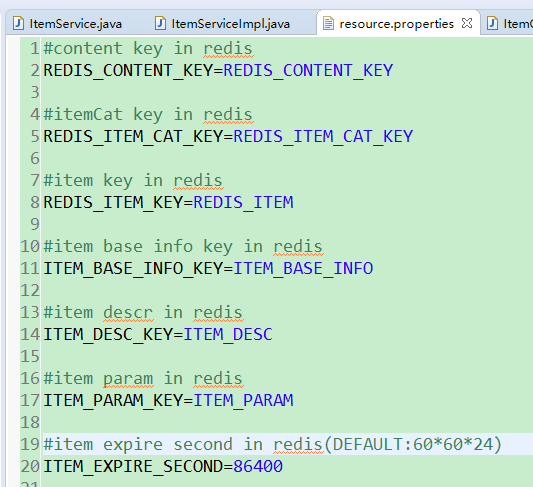 ItemService.java ItemServiceImpl.java resource.properties Item
1 #content key in redis
2 REDIS_CONTENT_KEY=REDIS_CONTENT_KEY
3
4 #itemCat key in redis
5 REDIS_ITEM_CAT_KEY=REDIS_ITEM_CAT_KEY
6
7 #item key in redis
8 REDIS_ITEM_KEY=REDIS_ITEM
9
10 #item base info key in redis
11 ITEM_BASE_INFO_KEY=ITEM_BASE_INFO
12
13 #item descr in redis
14 ITEM_DESC_KEY=ITEM_DESC
15
16 #item param in redis
17 ITEM_PARAM_KEY=ITEM_PARAM
18
19 #item expire second in redis(DEFAULT:60*60*24)
20 ITEM_EXPIRE_SECOND=86400